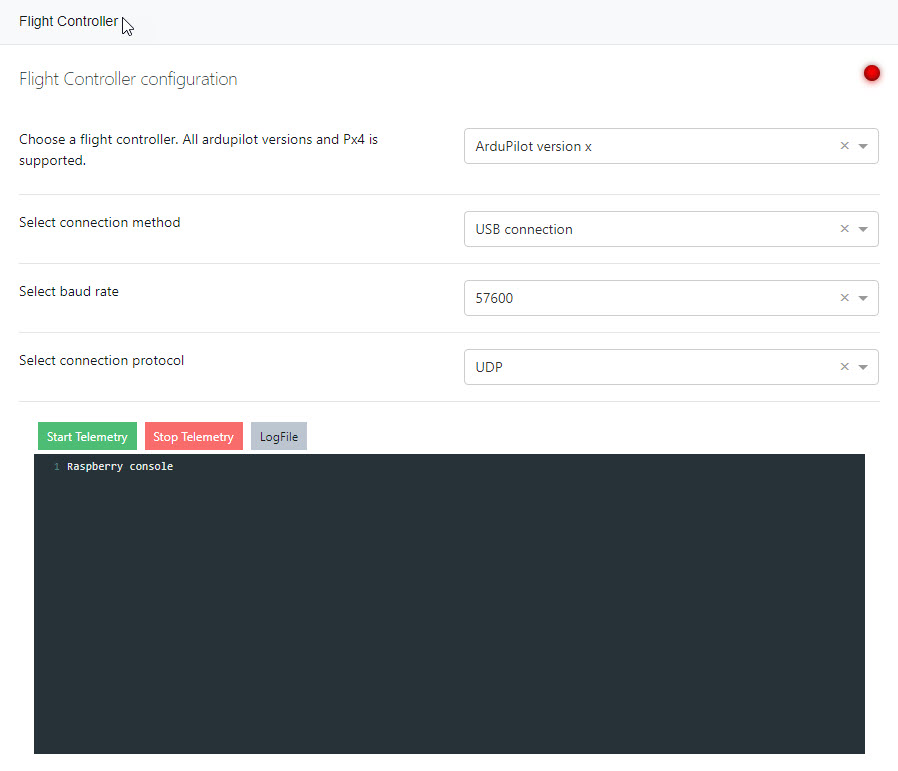 Flight Controller
Flight Controller configuration
Choose a flight controller. All ardupilot versions and Px4 is
supported.
ArduPilot version x
Select connection method
USB connection
Select baud rate
57600
Select connection protocol
UDP
Start Telemetry
Stop Telemetry
LogFile
1 Raspberry console